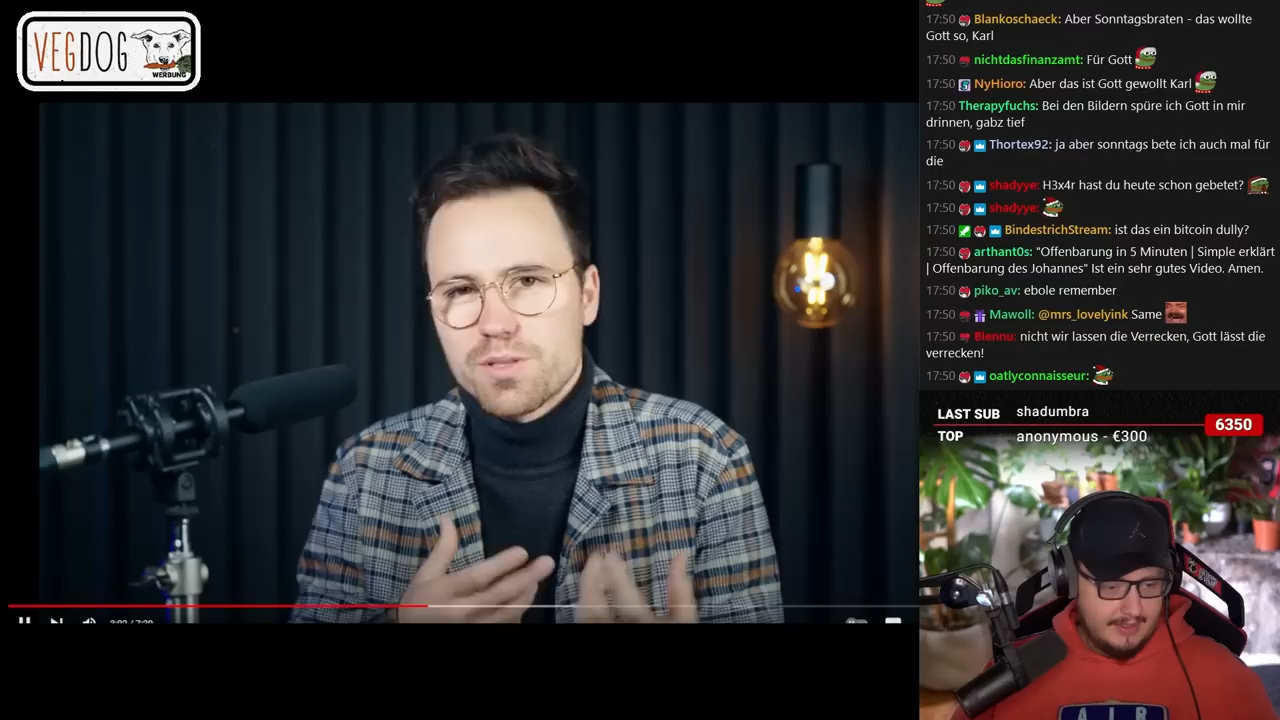 VEGDOG
WERBUNG
17:50 Blankoschaeck: Aber Sonntagsbraten - das wollte
Gott so, Karl
17:50 nichtdasfinanzamt: Für Gott
17:50 NyHioro: Aber das ist Gott gewollt Karl
17:50 Therapyfuchs: Bei den Bildern spüre ich Gott in mir
drinnen, gabz tief
17:50 Thortex92: ja aber sonntags bete ich auch mal für
die
17:50 shadyye: H3x4r hast du heute schon gebetet?
17:50 shadyye:
17:50 BindestrichStream: ist das ein bitcoin dully?
17:50 arthant0s: "Offenbarung in 5 Minuten | Simple erklärt
| Offenbarung des Johannes" Ist ein sehr gutes Video. Amen.
17:50 piko_av: ebole remember
17:50 Mawoll: @mrs_lovelyink Same
17:50 Biennu: nicht wir lassen die Verrecken, Gott lässt die
verrecken!
17:50 oatlyconnaisseur:
LAST SUB shadumbra
6350
TOP anonymous - €300
AIR